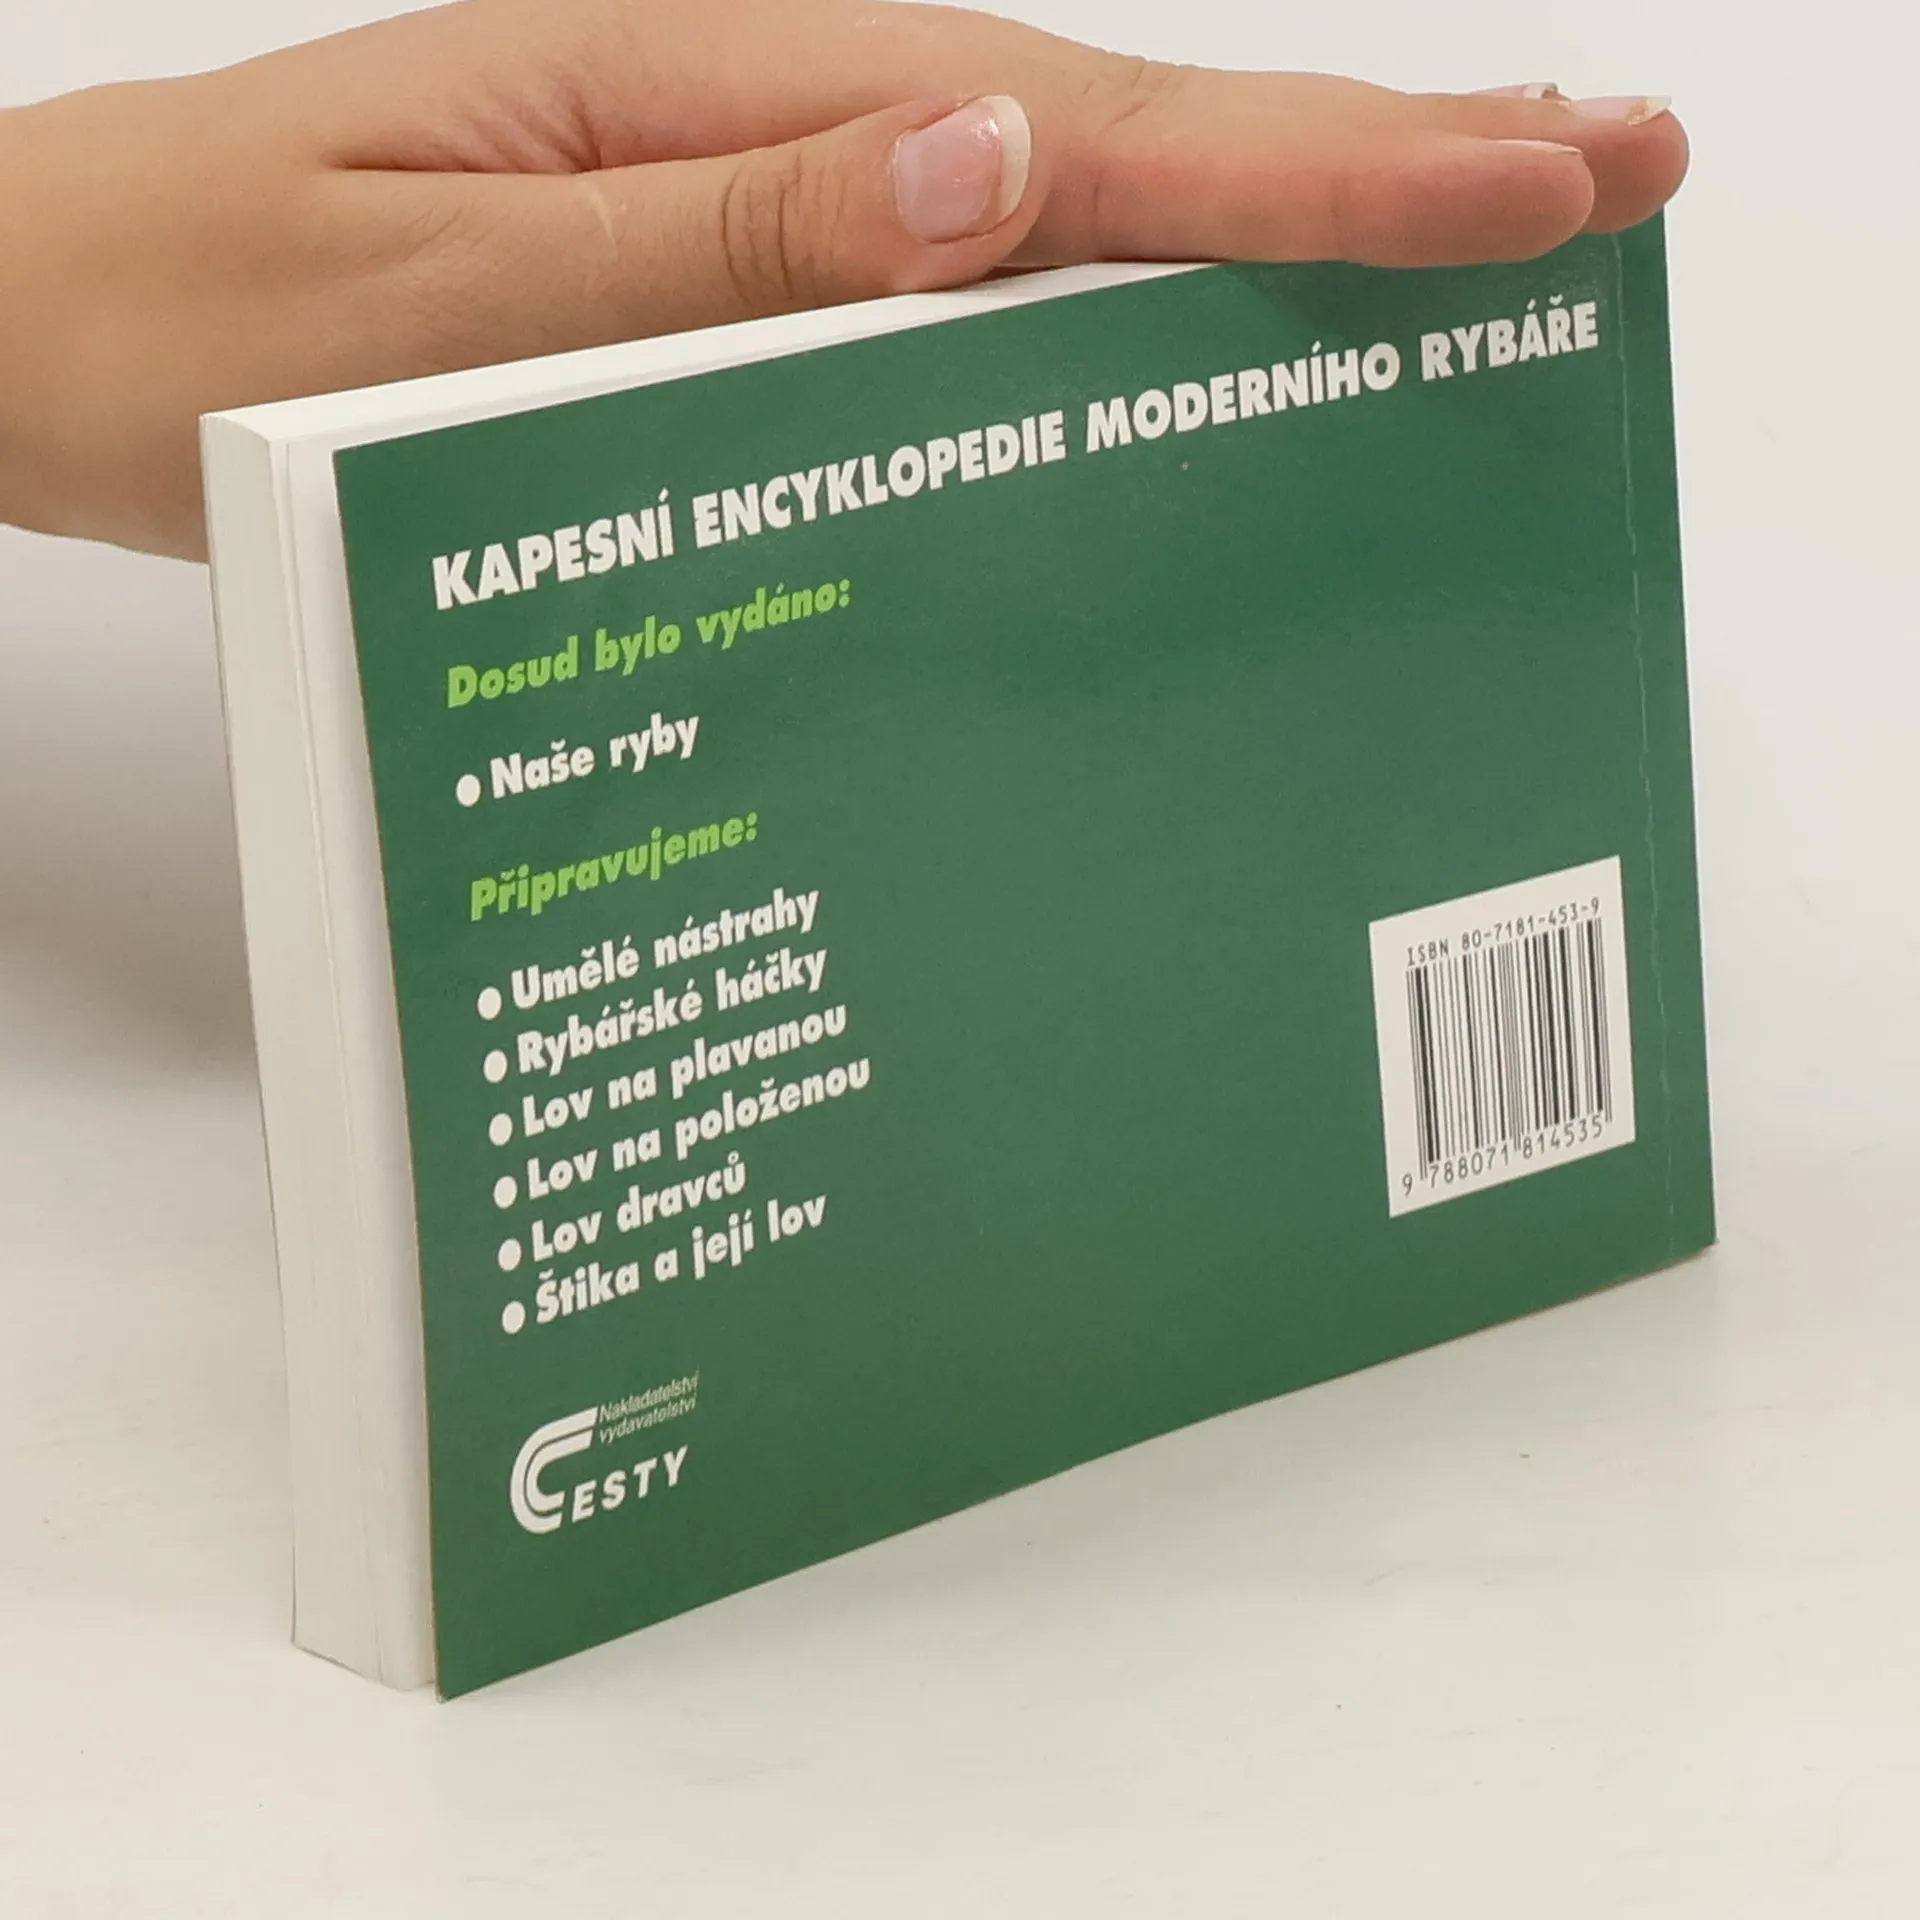 KAPESNÍ ENCYKLOPEDIE MODERNÍHO RYBÁŘE
Dosud bylo vydáno:
● Naše ryby
Připravujeme:
● Umělé nástrahy
● Rybářské háčky
● Lov na plavanou
● Lov na položenou
● Lov dravců
● Štika a její lov
Nakladatelství
vydavatelství
CESTY
ISBN 80-7181-453-9
9 788071 814535